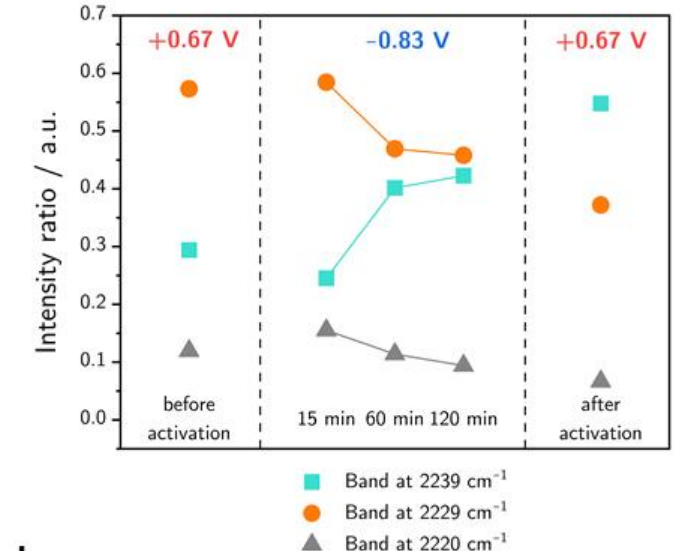 0.7
0.6
0.5
0.4
0.3
0.2
0.1
0.0
Intensity ratio / a.u.
+0.67 V
-0.83 V
+0.67 V
before
activation
15 min 60 min 120 min
after
activation
Band at 2239 cm⁻¹
Band at 2229 cm⁻¹
Band at 2220 cm⁻¹